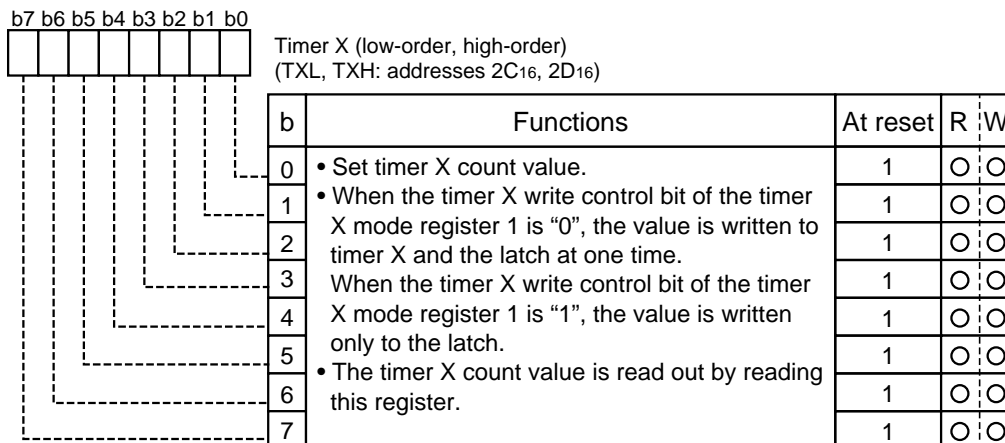 b7 b6 b5 b4 b3 b2 b1 b0
Timer X (low-order, high-order)
(TXL, TXH: addresses 2C16, 2D16)
b Functions At reset R W
0 • Set timer X count value. 1 O O
1 • When the timer X write control bit of the timer 1 O O
X mode register 1 is “0”, the value is written to
2 timer X and the latch at one time. 1 O O
3 When the timer X write control bit of the timer 1 O O
4 X mode register 1 is “1”, the value is written 1 O O
only to the latch.
5 • The timer X count value is read out by reading 1 O O
6 this register. 1 O O
7 1 O O